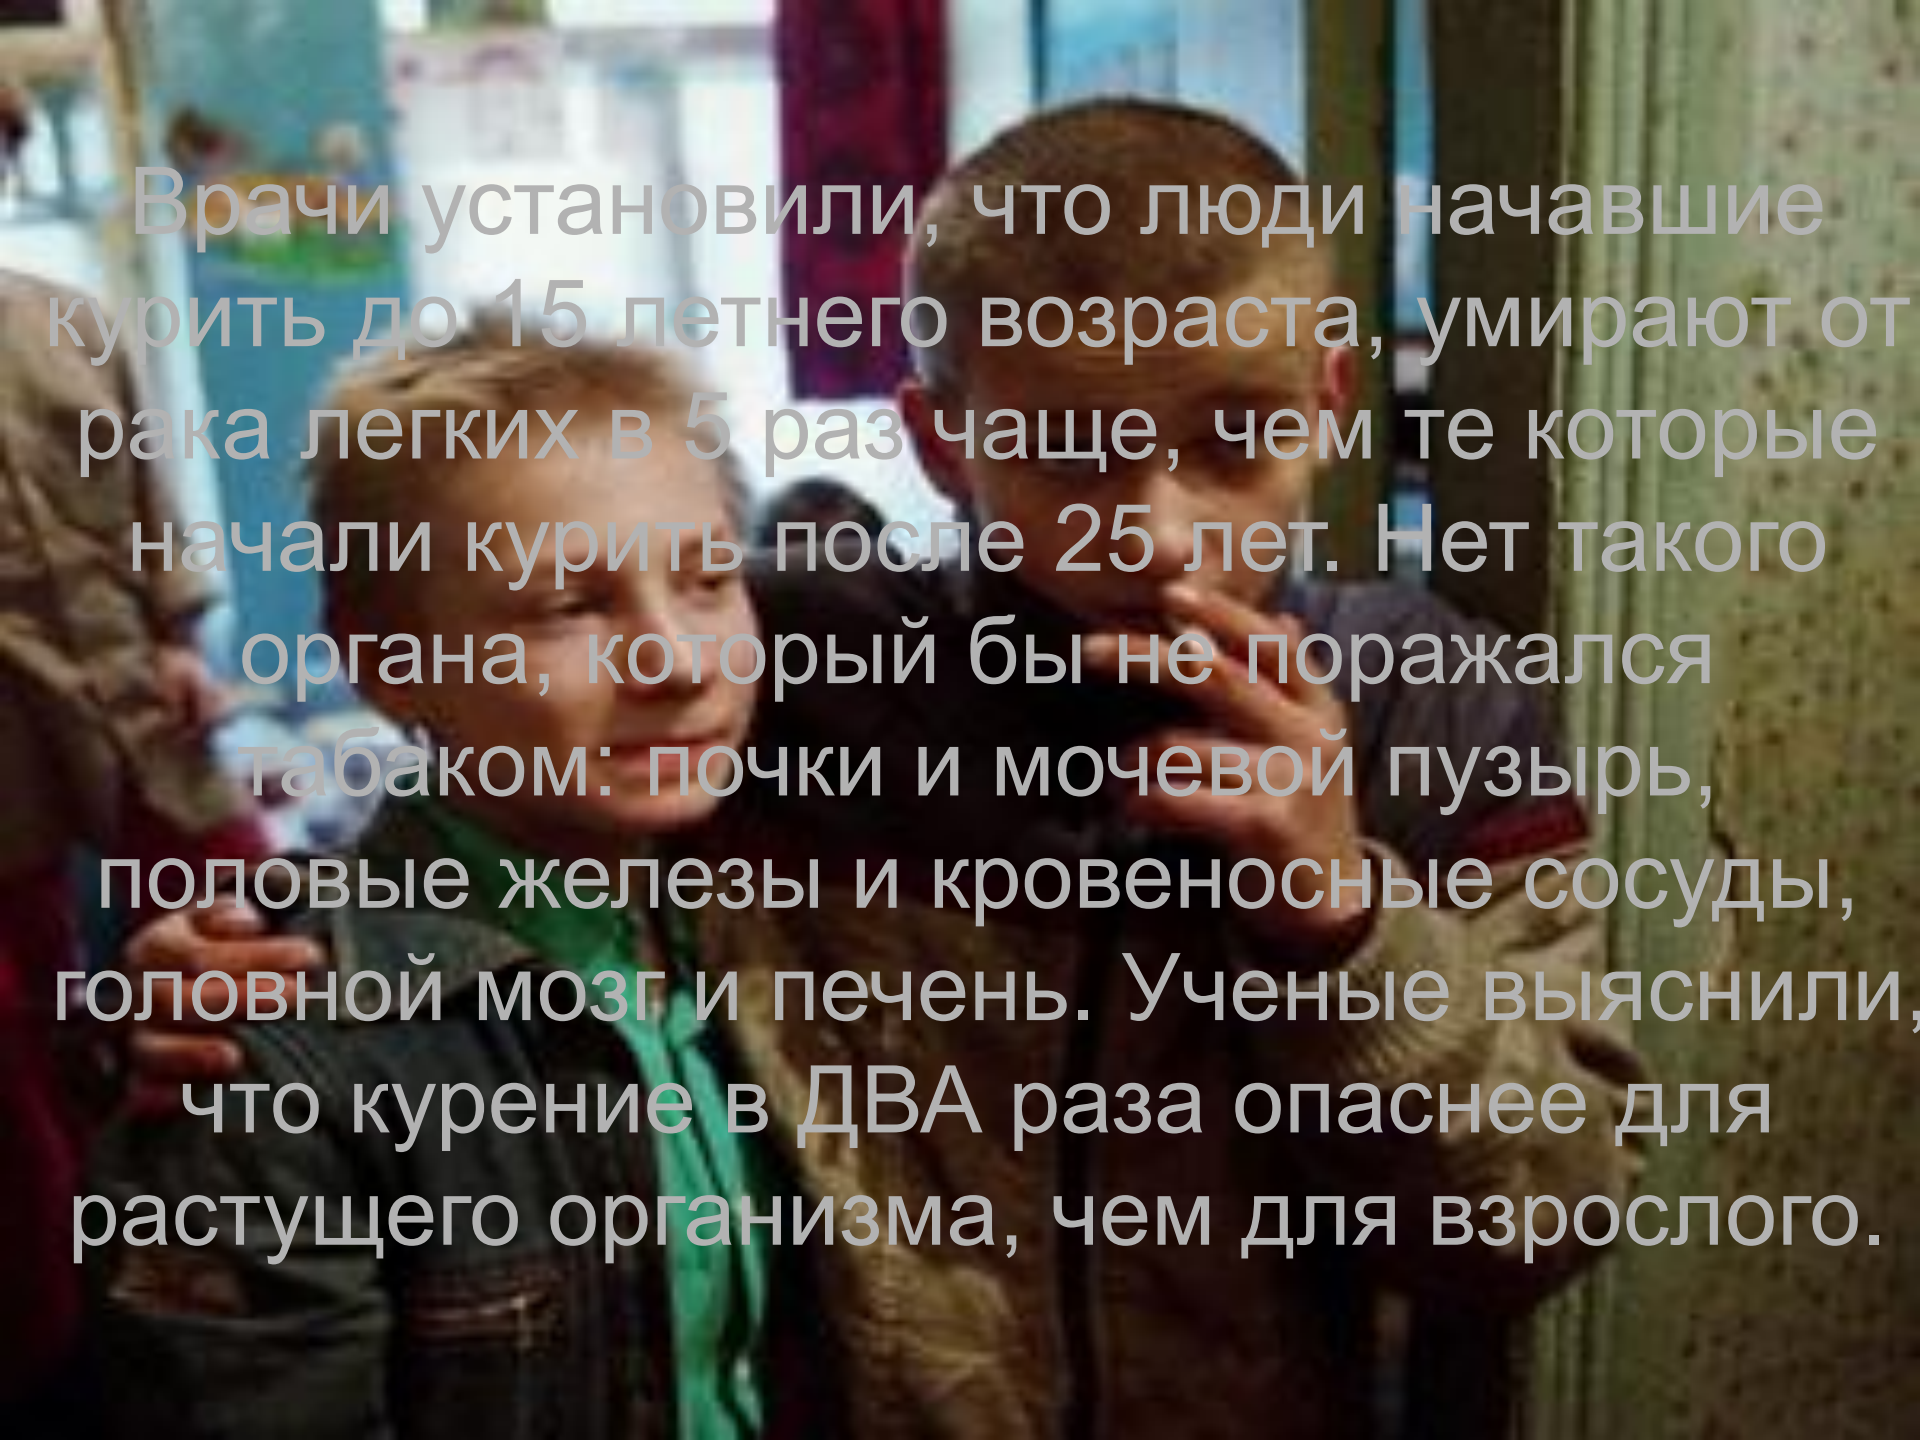 Врачи установили, что люди начавшие
курить до 15 летнего возраста, умирают от
рака легких в 5 раз чаще, чем те которые
начали курить после 25 лет. Нет такого
органа, который бы не поражался
табаком: почки и мочевой пузырь,
половые железы и кровеносные сосуды,
головной мозг и печень. Ученые выяснили,
что курение в ДВА раза опаснее для
растущего организма, чем для взрослого.